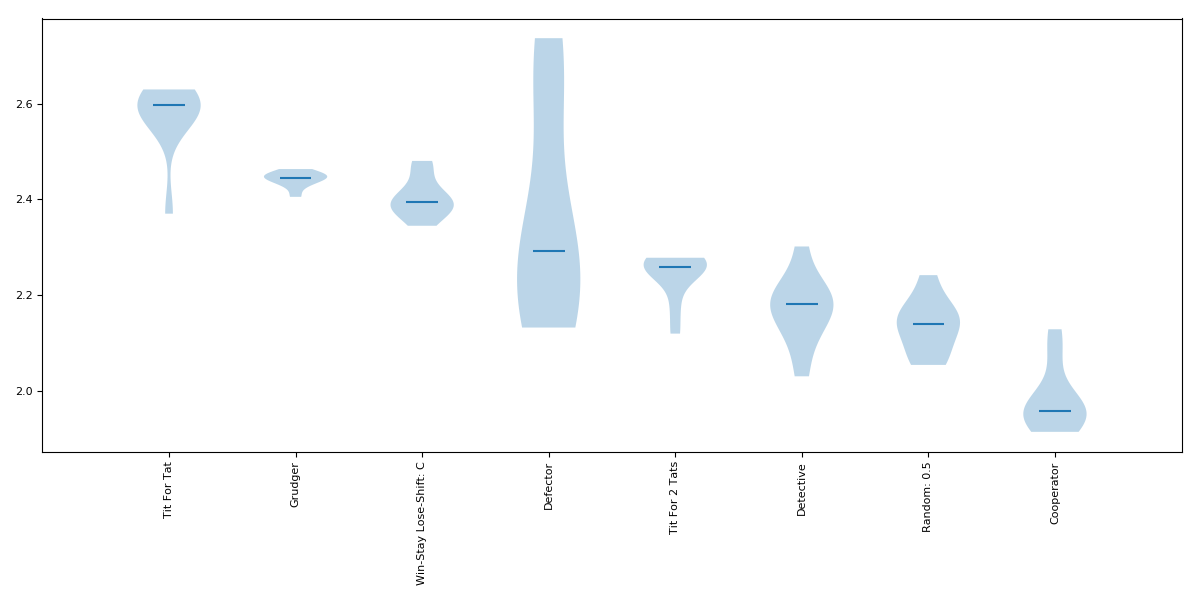 2.6
2.4
2.2
2.0
Tit For Tat
Grudger
Win-Stay Lose-Shift: C
Defector
Tit For 2 Tats
Detective
Random: 0.5
Cooperator